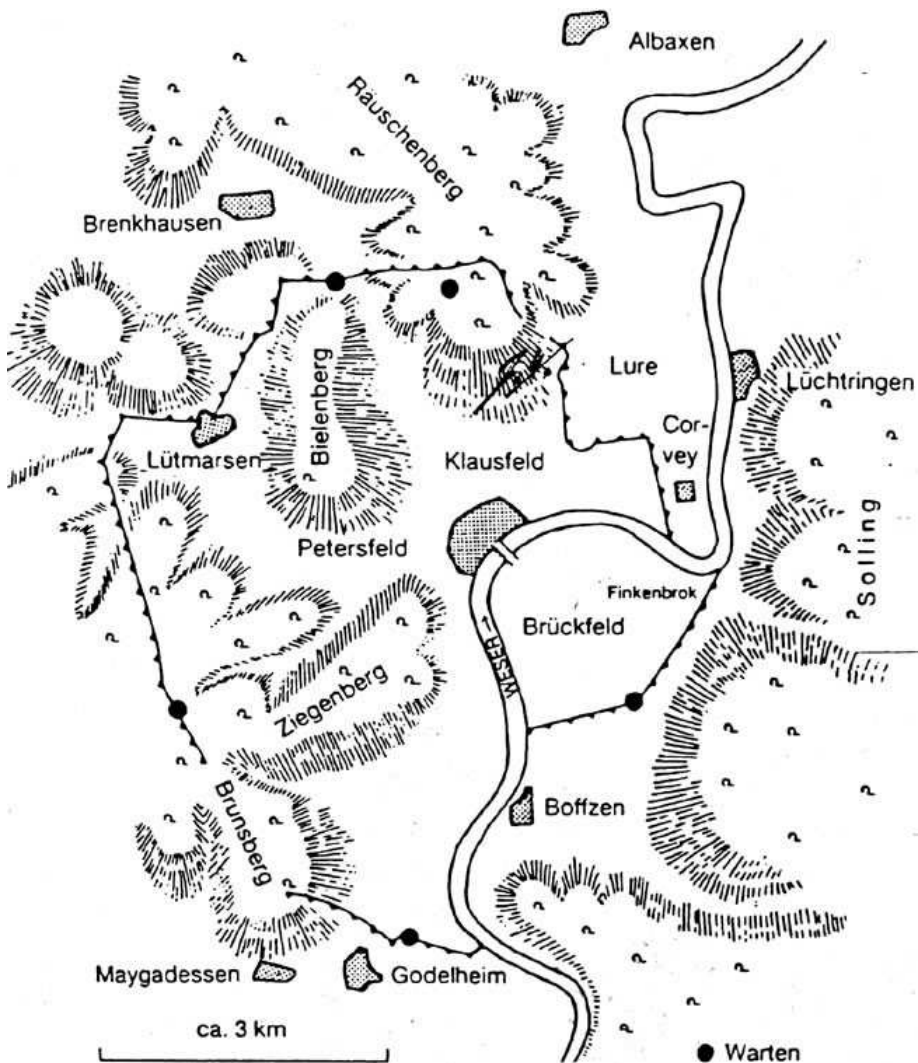 Albaxen
Räuschenberg
Brenkhausen
Lure
Lüchtringen
Cor-
vey
Bielenberg
Lütmarsen
Klausfeld
Petersfeld
Solling
Finkenbrok
Brückfeld
WESER →
Ziegenberg
Boffzen
Brunsberg
Maygadessen
Godelheim
ca. 3 km
Warten